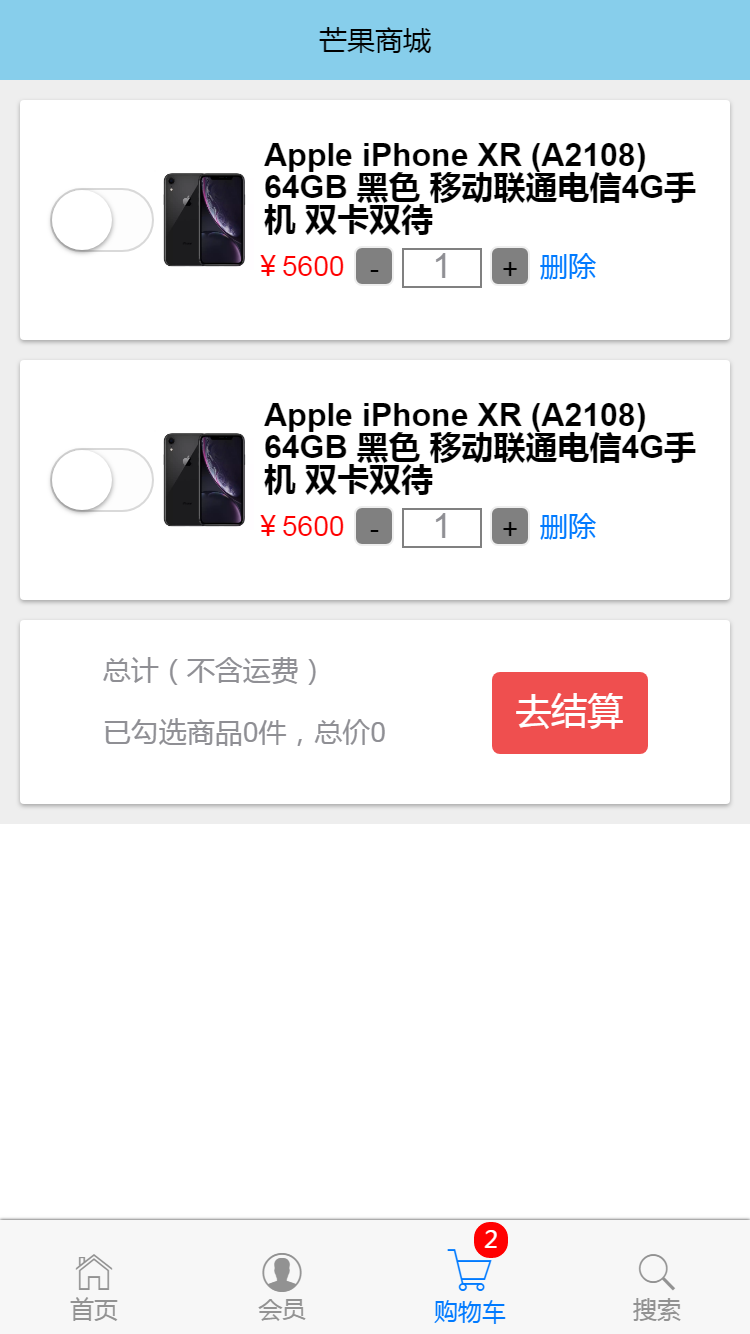 芒果商城
Apple iPhone XR (A2108)
64GB 黑色 移动联通电信4G手
机 双卡双待
￥5600 - 1 + 删除
Apple iPhone XR (A2108)
64GB 黑色 移动联通电信4G手
机 双卡双待
￥5600 - 1 + 删除
总计（不含运费）
已勾选商品0件，总价0
去结算
2
首页 会员 购物车 搜索